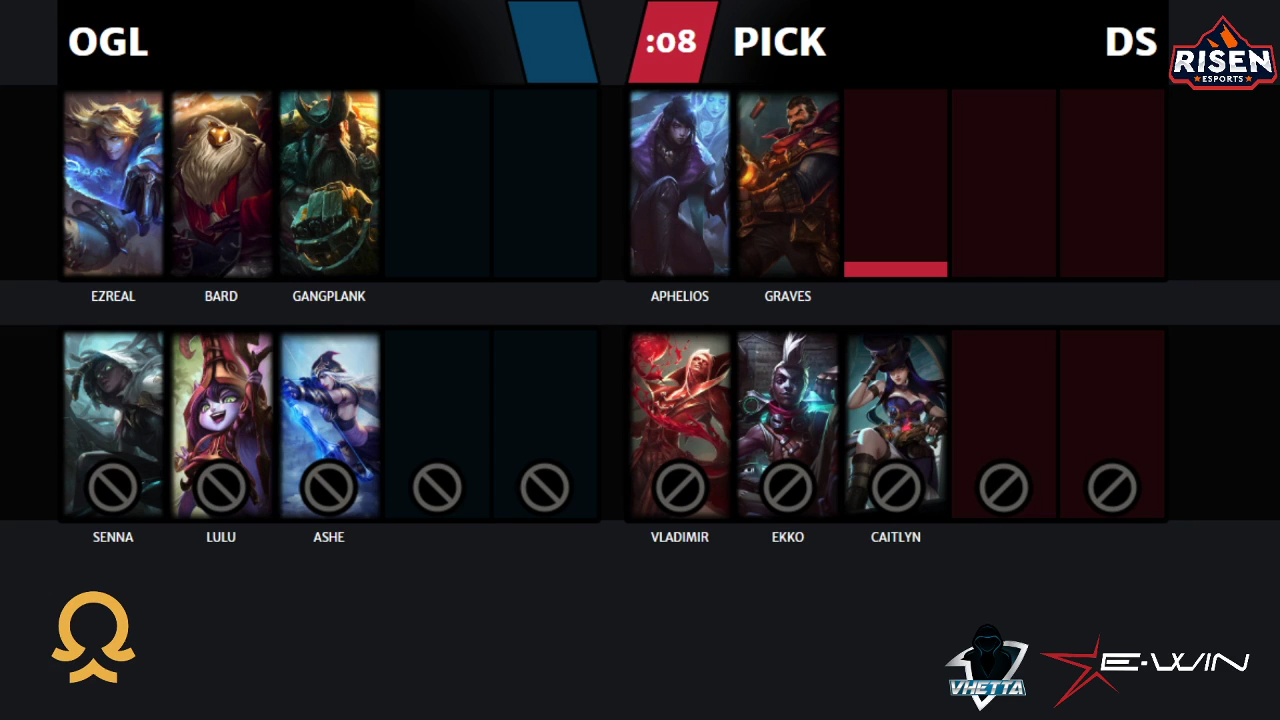 OGL
:08 PICK
DS
RISEN
ESPORTS
EZREAL BARD GANGPLANK
APHELIOS GRAVES
SENNA LULU ASHE
VLADIMIR EKKO CAITLYN
VHETTA
E-WIN